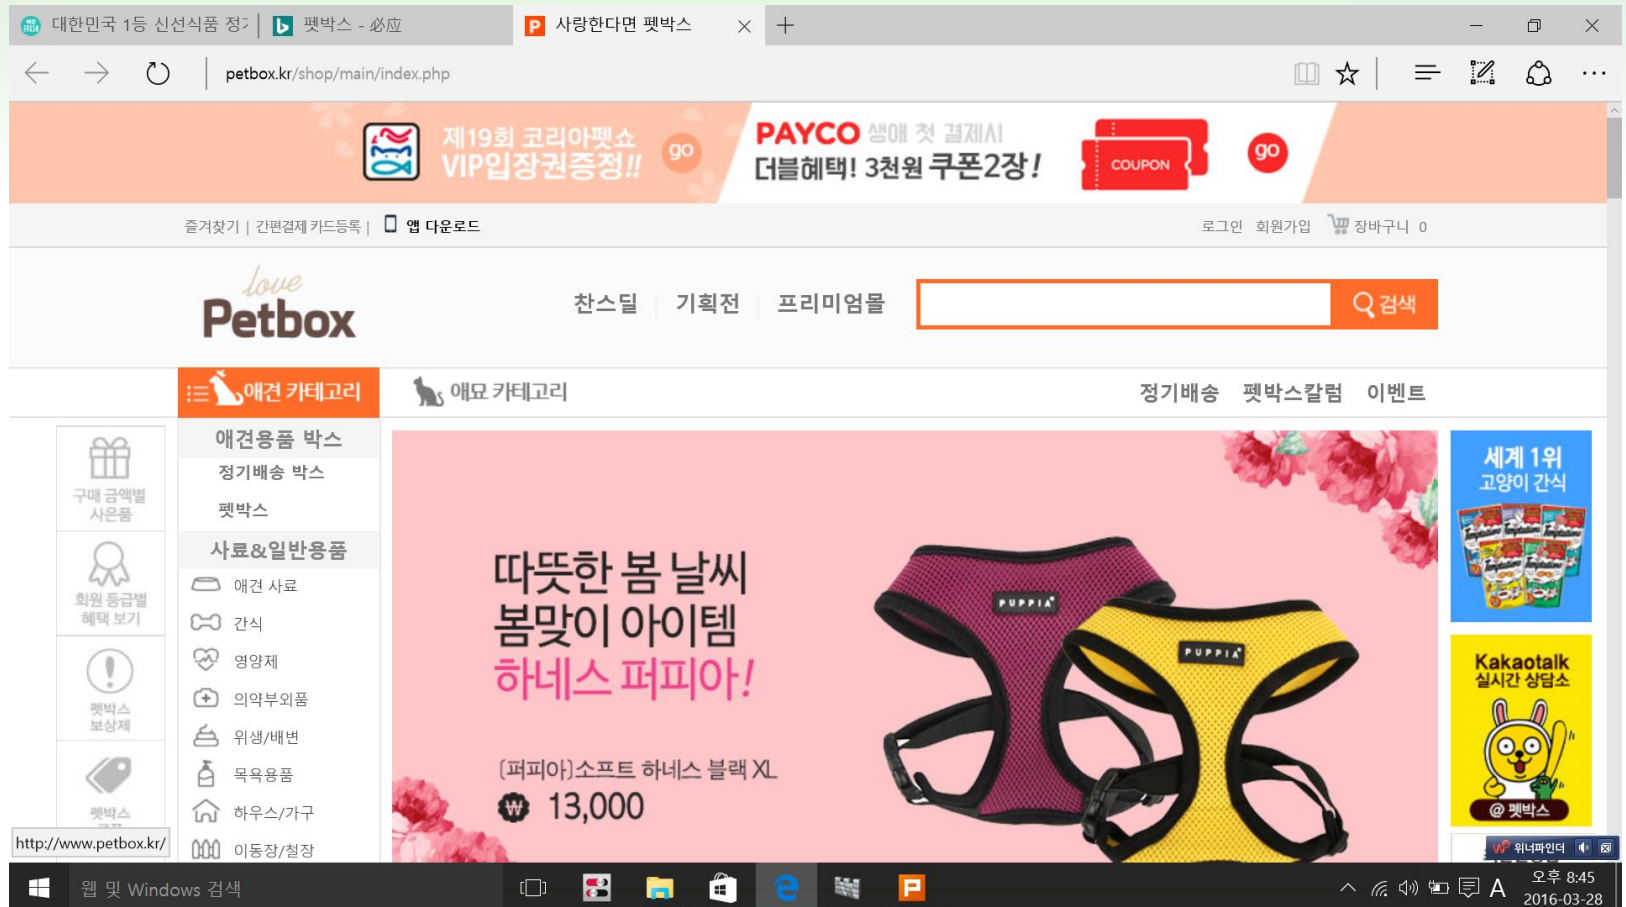 대한민국 1등 신선식품 정기
펫박스 - 必应
사랑한다면 펫박스
petbox.kr/shop/main/index.php
제19회 코리아펫쇼
VIP입장권증정!!
go
PAYCO 생애 첫 결제시
더블혜택! 3천원 쿠폰2장!
COUPON
go
즐겨찾기 | 간편결제 카드등록 | 앱 다운로드
로그인 회원가입 장바구니 0
love
Petbox
찬스딜 기획전 프리미엄몰
검색
애견 카테고리
애묘 카테고리
정기배송 펫박스칼럼 이벤트
구매 금액별
사은품
회원 등급별
혜택 보기
펫박스
보상제
펫박스
애견용품 박스
정기배송 박스
펫박스
사료&일반용품
애견 사료
간식
영양제
의약부외품
위생/배변
목욕용품
하우스/가구
이동장/철장
따뜻한 봄 날씨
봄맞이 아이템
하네스 퍼피아!
(퍼피아)소프트 하네스 블랙 XL
₩ 13,000
PUPPIA
PUPPIA
세계 1위
고양이 간식
Temptations
Kakaotalk
실시간 상담소
@ 펫박스
위너파인더
http://www.petbox.kr/
웹 및 Windows 검색
A
오후 8:45
2016-03-28